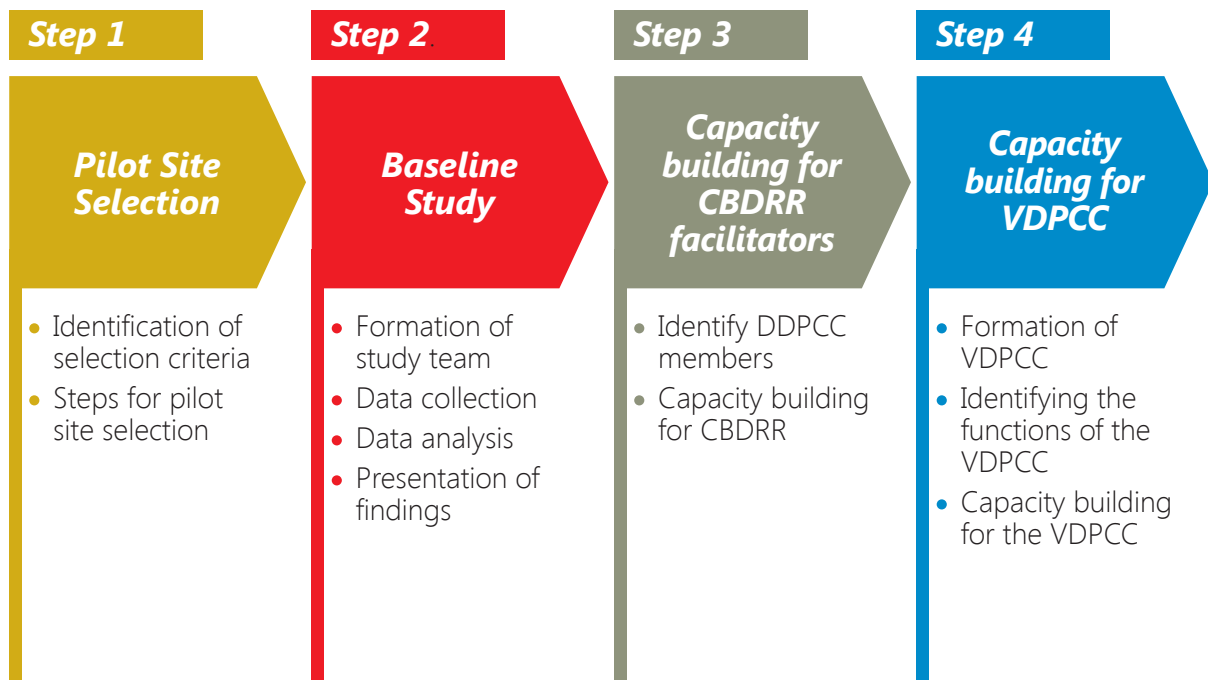 Step 1
Pilot Site
Selection
• Identification of
selection criteria
• Steps for pilot
site selection
Step 2.
Baseline
Study
• Formation of
study team
• Data collection
• Data analysis
• Presentation of
findings
Step 3
Capacity
building for
CBDRR
facilitators
• Identify DDPCC
members
• Capacity building
for CBDRR
Step 4
Capacity
building for
VDPCC
• Formation of
VDPCC
• Identifying the
functions of the
VDPCC
• Capacity building
for the VDPCC